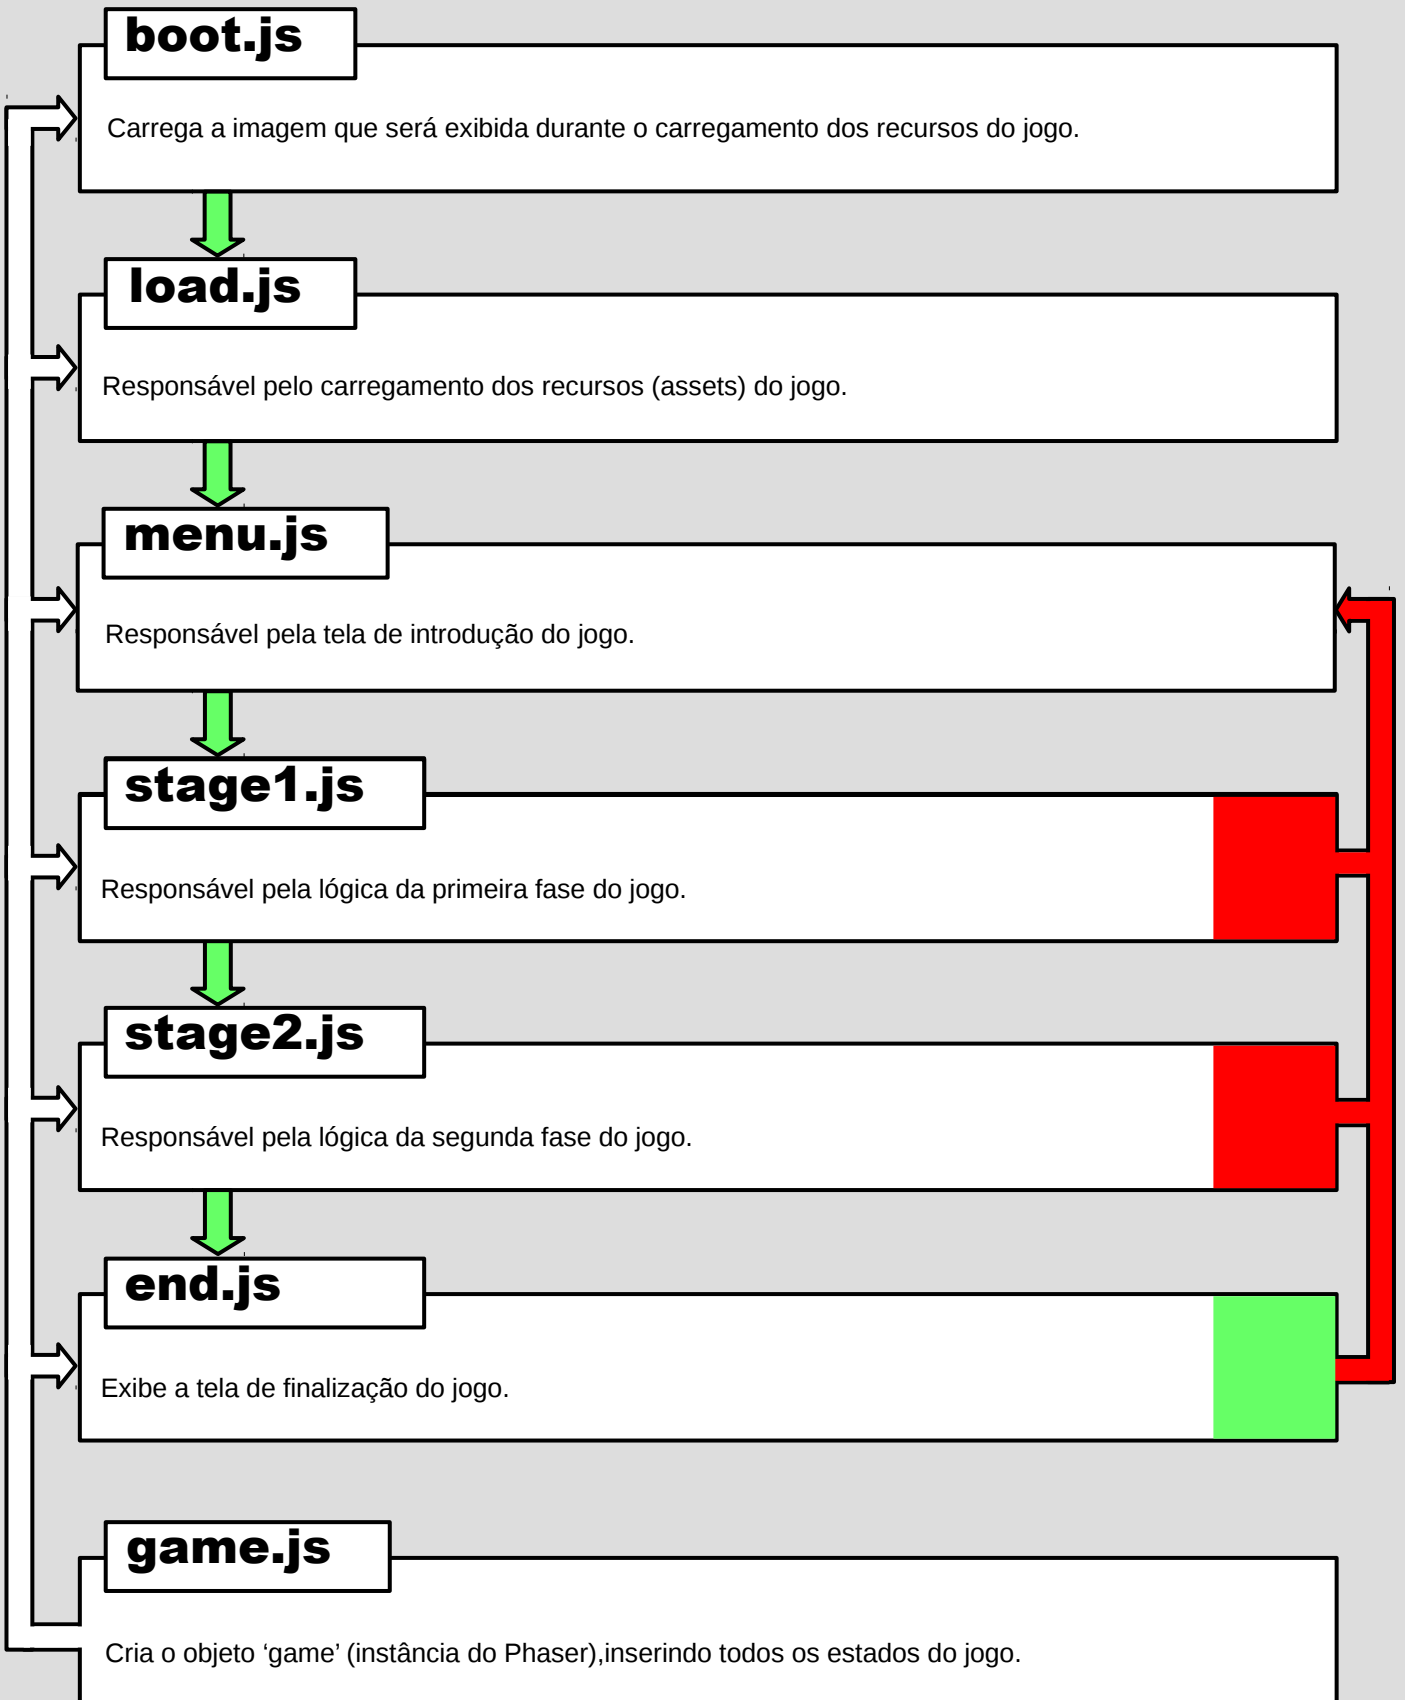 boot.js
Carrega a imagem que será exibida durante o carregamento dos recursos do jogo.
load.js
Responsável pelo carregamento dos recursos (assets) do jogo.
menu.js
Responsável pela tela de introdução do jogo.
stage1.js
Responsável pela lógica da primeira fase do jogo.
stage2.js
Responsável pela lógica da segunda fase do jogo.
end.js
Exibe a tela de finalização do jogo.
game.js
Cria o objeto ‘game’ (instância do Phaser),inserindo todos os estados do jogo.